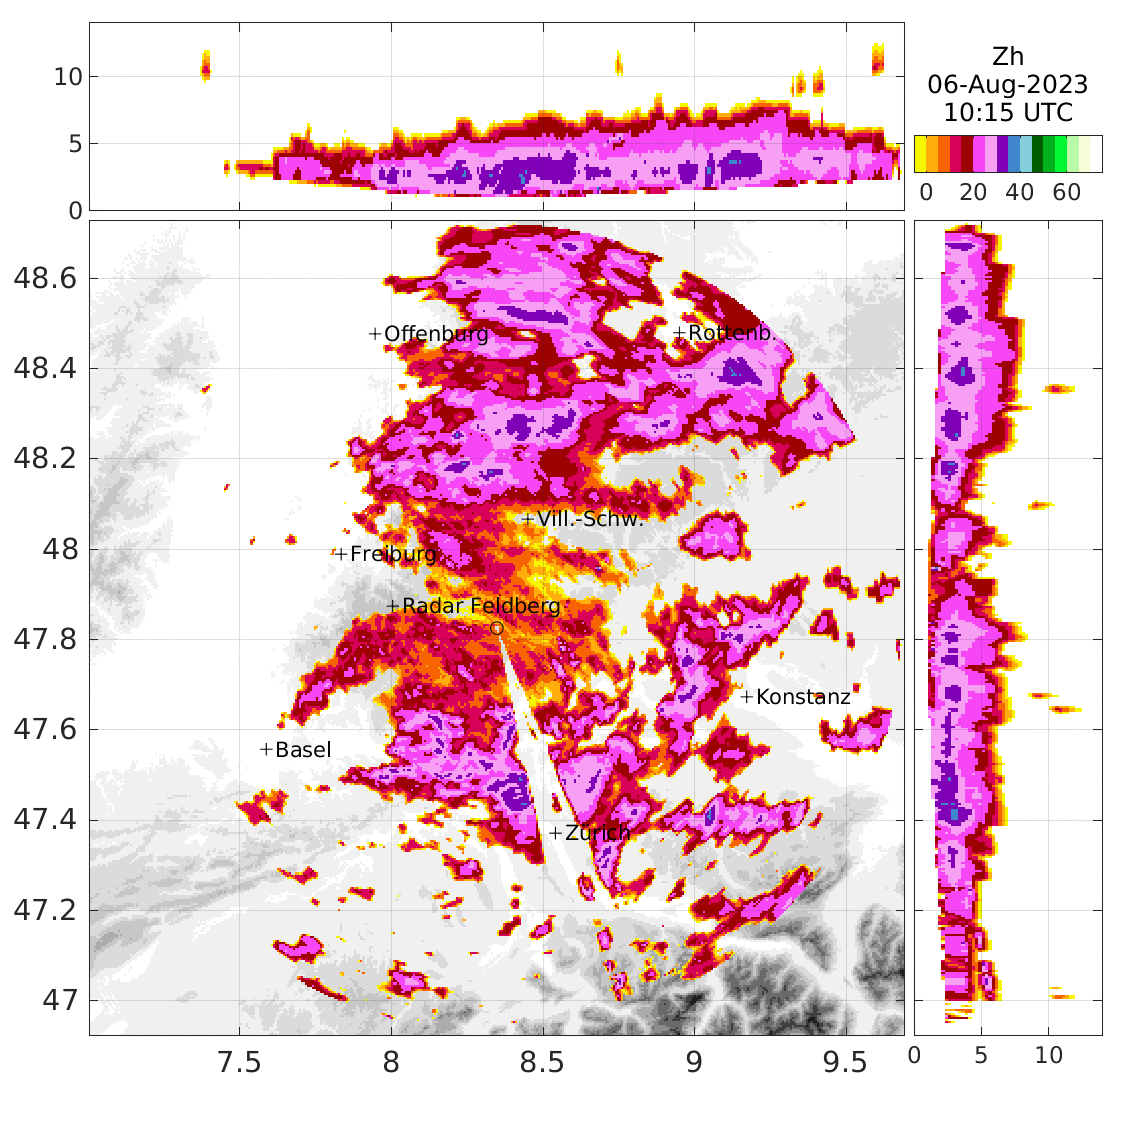 10
5
0
Zh
06-Aug-2023
10:15 UTC
0 20 40 60
48.6
48.4
48.2
48
47.8
47.6
47.4
47.2
47
+Offenburg
+Rottenb.
+Vill.-Schw.
+Freiburg
+Radar Feldberg
+Konstanz
+Basel
+Zürich
7.5 8 8.5 9 9.5
0 5 10